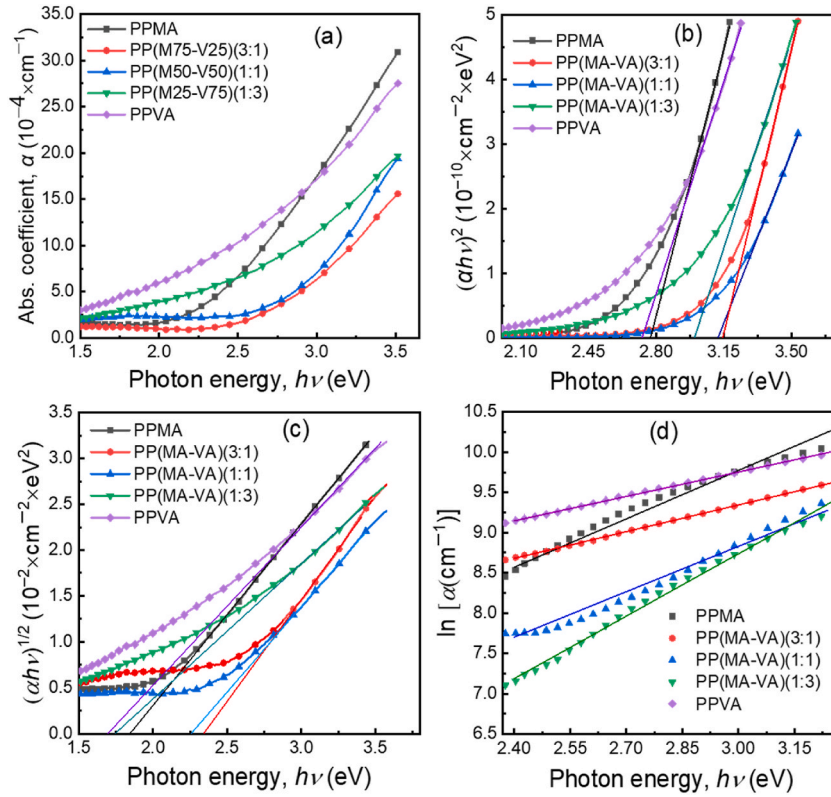 (a)
PPMA
PP(M75-V25)(3:1)
PP(M50-V50)(1:1)
PP(M25-V75)(1:3)
PPVA
Abs. coefficient, α (10⁻⁴×cm⁻¹)
35.0
30.0
25.0
20.0
15.0
10.0
5.0
0.0
1.5 2.0 2.5 3.0 3.5
Photon energy, hν (eV)
(b)
PPMA
PP(MA-VA)(3:1)
PP(MA-VA)(1:1)
PP(MA-VA)(1:3)
PPVA
(αhν)² (10⁻¹⁰×cm⁻²×eV²)
5
4
3
2
1
0
2.10 2.45 2.80 3.15 3.50
Photon energy, hν (eV)
(c)
PPMA
PP(MA-VA)(3:1)
PP(MA-VA)(1:1)
PP(MA-VA)(1:3)
PPVA
(αhν)¹/² (10⁻²×cm⁻²×eV²)
3.5
3.0
2.5
2.0
1.5
1.0
0.5
0.0
1.5 2.0 2.5 3.0 3.5
Photon energy, hν (eV)
(d)
ln [α(cm⁻¹)]
10.5
10.0
9.5
9.0
8.5
8.0
7.5
7.0
6.5
PPMA
PP(MA-VA)(3:1)
PP(MA-VA)(1:1)
PP(MA-VA)(1:3)
PPVA
2.40 2.55 2.70 2.85 3.00 3.15
Photon energy, hν (eV)